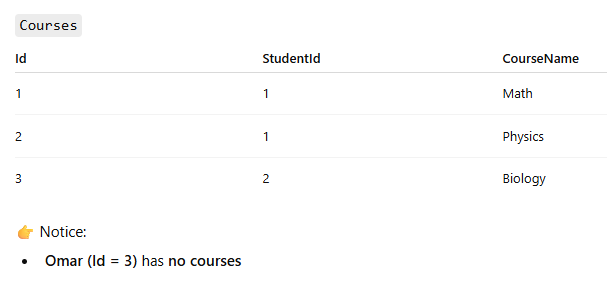 Courses
Id StudentId CourseName
1 1 Math
2 1 Physics
3 2 Biology
👉 Notice:
• Omar (Id = 3) has no courses